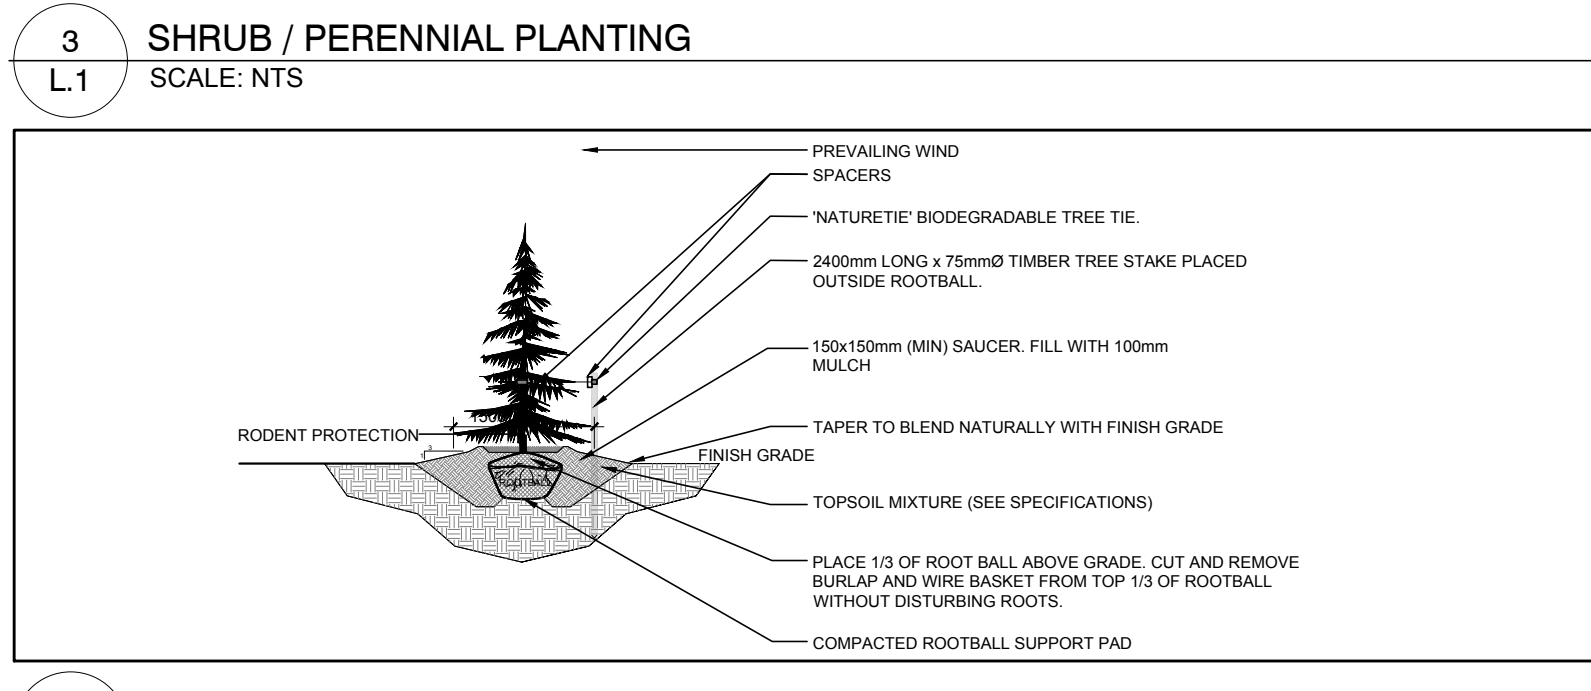 3
L.1
SHRUB / PERENNIAL PLANTING
SCALE: NTS
PREVAILING WIND
SPACERS
'NATURETIE' BIODEGRADABLE TREE TIE.
2400mm LONG x 75mmØ TIMBER TREE STAKE PLACED
OUTSIDE ROOTBALL.
150x150mm (MIN) SAUCER. FILL WITH 100mm
MULCH
RODENT PROTECTION
3
1
TAPER TO BLEND NATURALLY WITH FINISH GRADE
FINISH GRADE
ROOTBALL
TOPSOIL MIXTURE (SEE SPECIFICATIONS)
PLACE 1/3 OF ROOT BALL ABOVE GRADE. CUT AND REMOVE
BURLAP AND WIRE BASKET FROM TOP 1/3 OF ROOTBALL
WITHOUT DISTURBING ROOTS.
COMPACTED ROOTBALL SUPPORT PAD